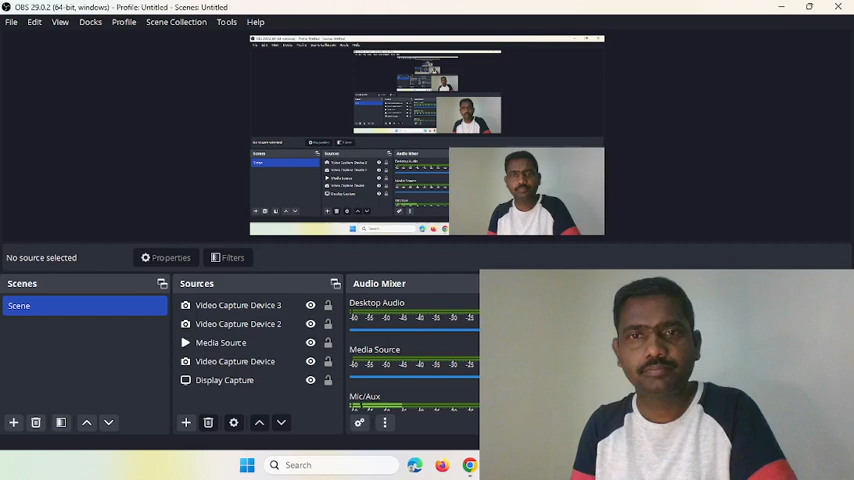 OBS 29.0.2 (64-bit, windows) - Profile: Untitled - Scenes: Untitled
File Edit View Docks Profile Scene Collection Tools Help
No source selected Properties Filters
Scenes Sources Audio Mixer
Scene
Video Capture Device 3
Video Capture Device 2
Media Source
Video Capture Device
Display Capture
Desktop Audio
-60 -55 -50 -45 -40 -35 -30 -25
Media Source
-60 -55 -50 -45 -40 -35 -30 -25
Mic/Aux
Search